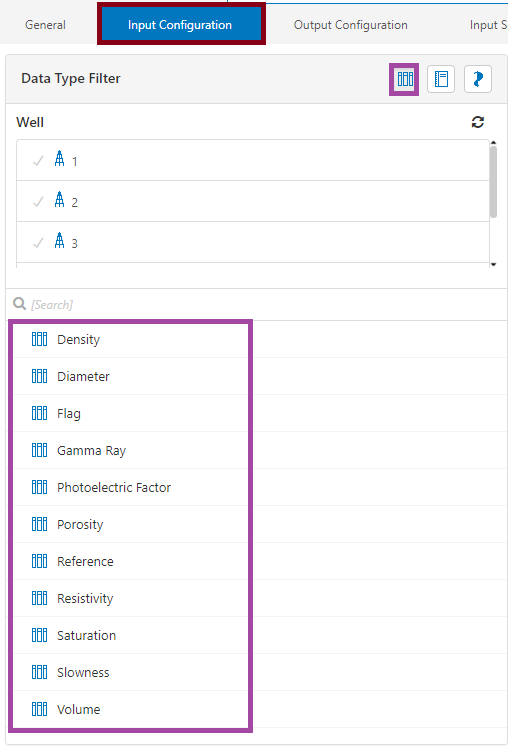 General Input Configuration Output Configuration Input S
Data Type Filter
Well
1
2
3
[Search]
Density
Diameter
Flag
Gamma Ray
Photoelectric Factor
Porosity
Reference
Resistivity
Saturation
Slowness
Volume